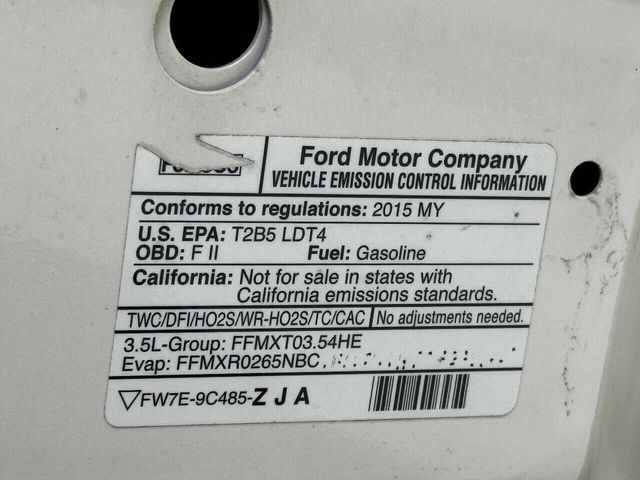 Ford Motor Company
VEHICLE EMISSION CONTROL INFORMATION
Conforms to regulations: 2015 MY
U.S. EPA: T2B5 LDT4
OBD: F II Fuel: Gasoline
California: Not for sale in states with
California emissions standards.
TWC/DFI/HO2S/WR-HO2S/TC/CAC No adjustments needed.
3.5L-Group: FFMXT03.54HE
Evap: FFMXR0265NBC
FW7E-9C485-ZJA